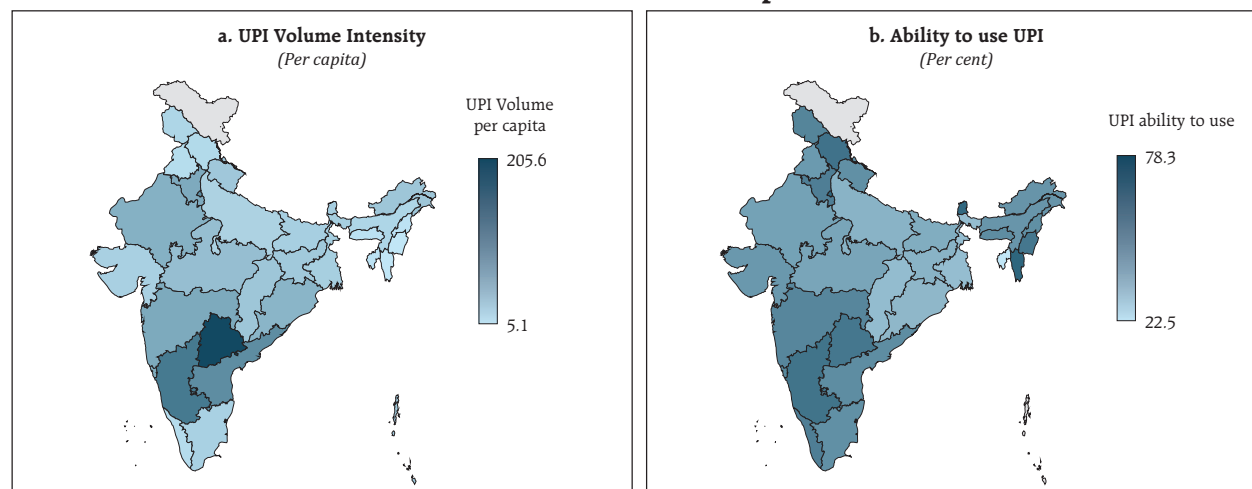 a. UPI Volume Intensity
(Per capita)
UPI Volume
per capita
205.6
5.1
b. Ability to use UPI
(Per cent)
UPI ability to use
78.3
22.5